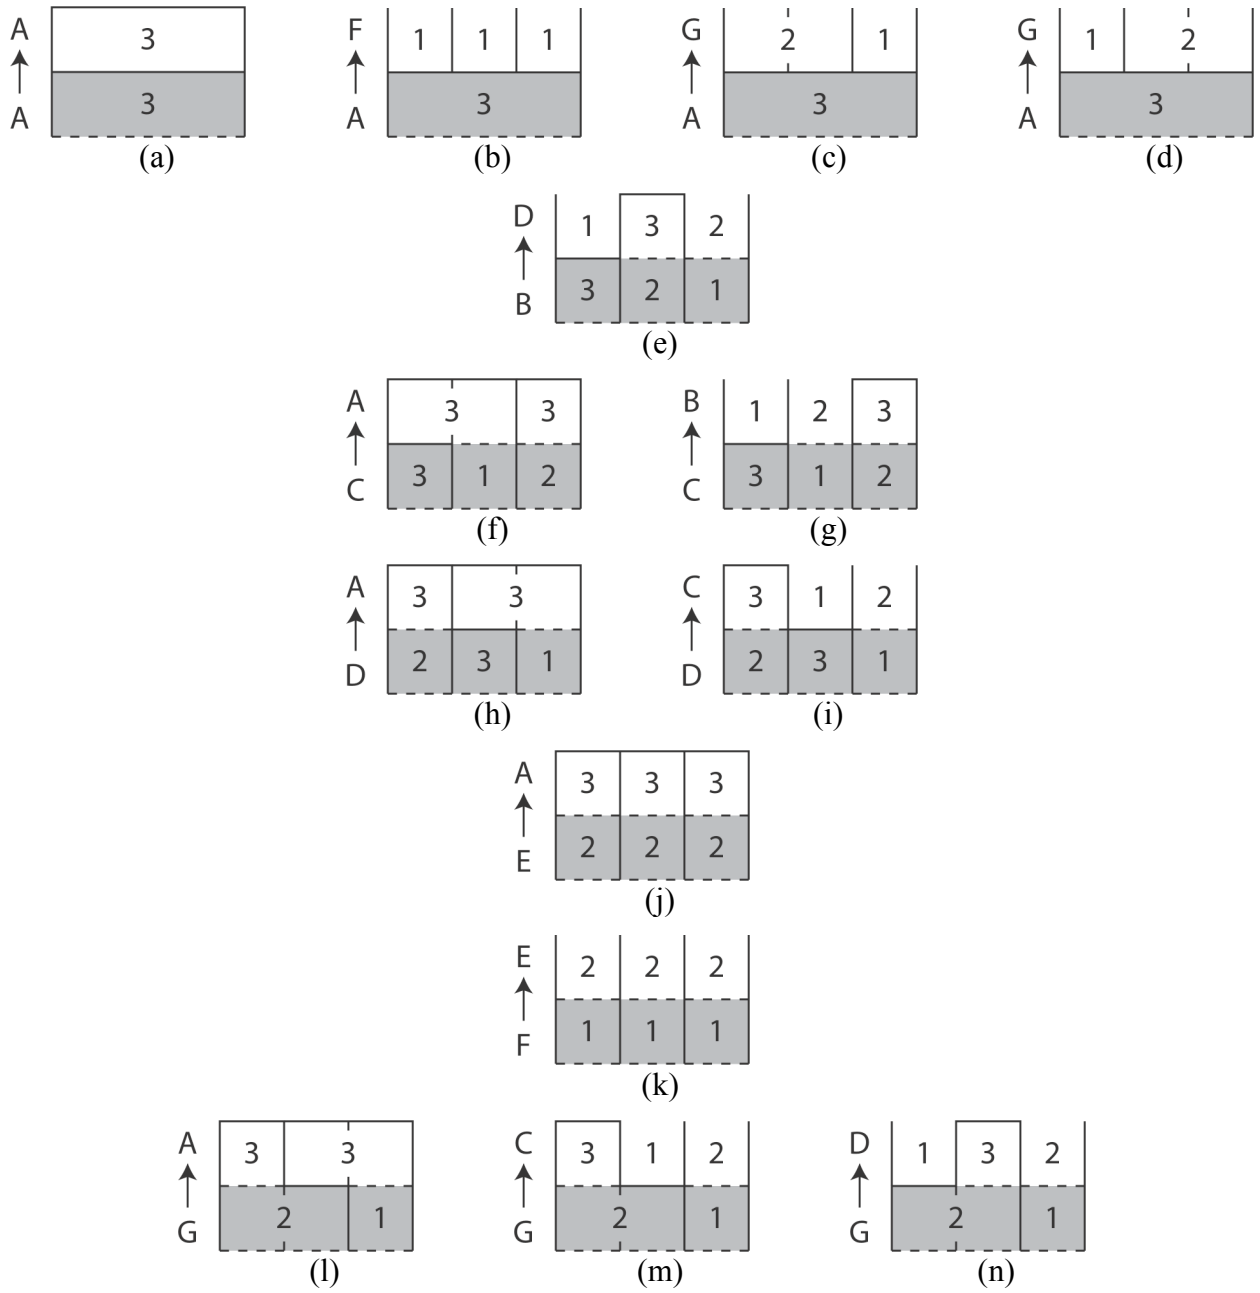 A 3 F 1 1 1 G 2 1 G 1 2
A 3 A 3 A 3 A 3
(a) (b) (c) (d)
D 1 3 2
B 3 2 1
(e)
A 3 3 B 1 2 3
C 3 1 2 C 3 1 2
(f) (g)
A 3 3 C 3 1 2
D 2 3 1 D 2 3 1
(h) (i)
A 3 3 3
E 2 2 2
(j)
E 2 2 2
F 1 1 1
(k)
A 3 3 C 3 1 2 D 1 3 2
G 2 1 G 2 1 G 2 1
(l) (m) (n)